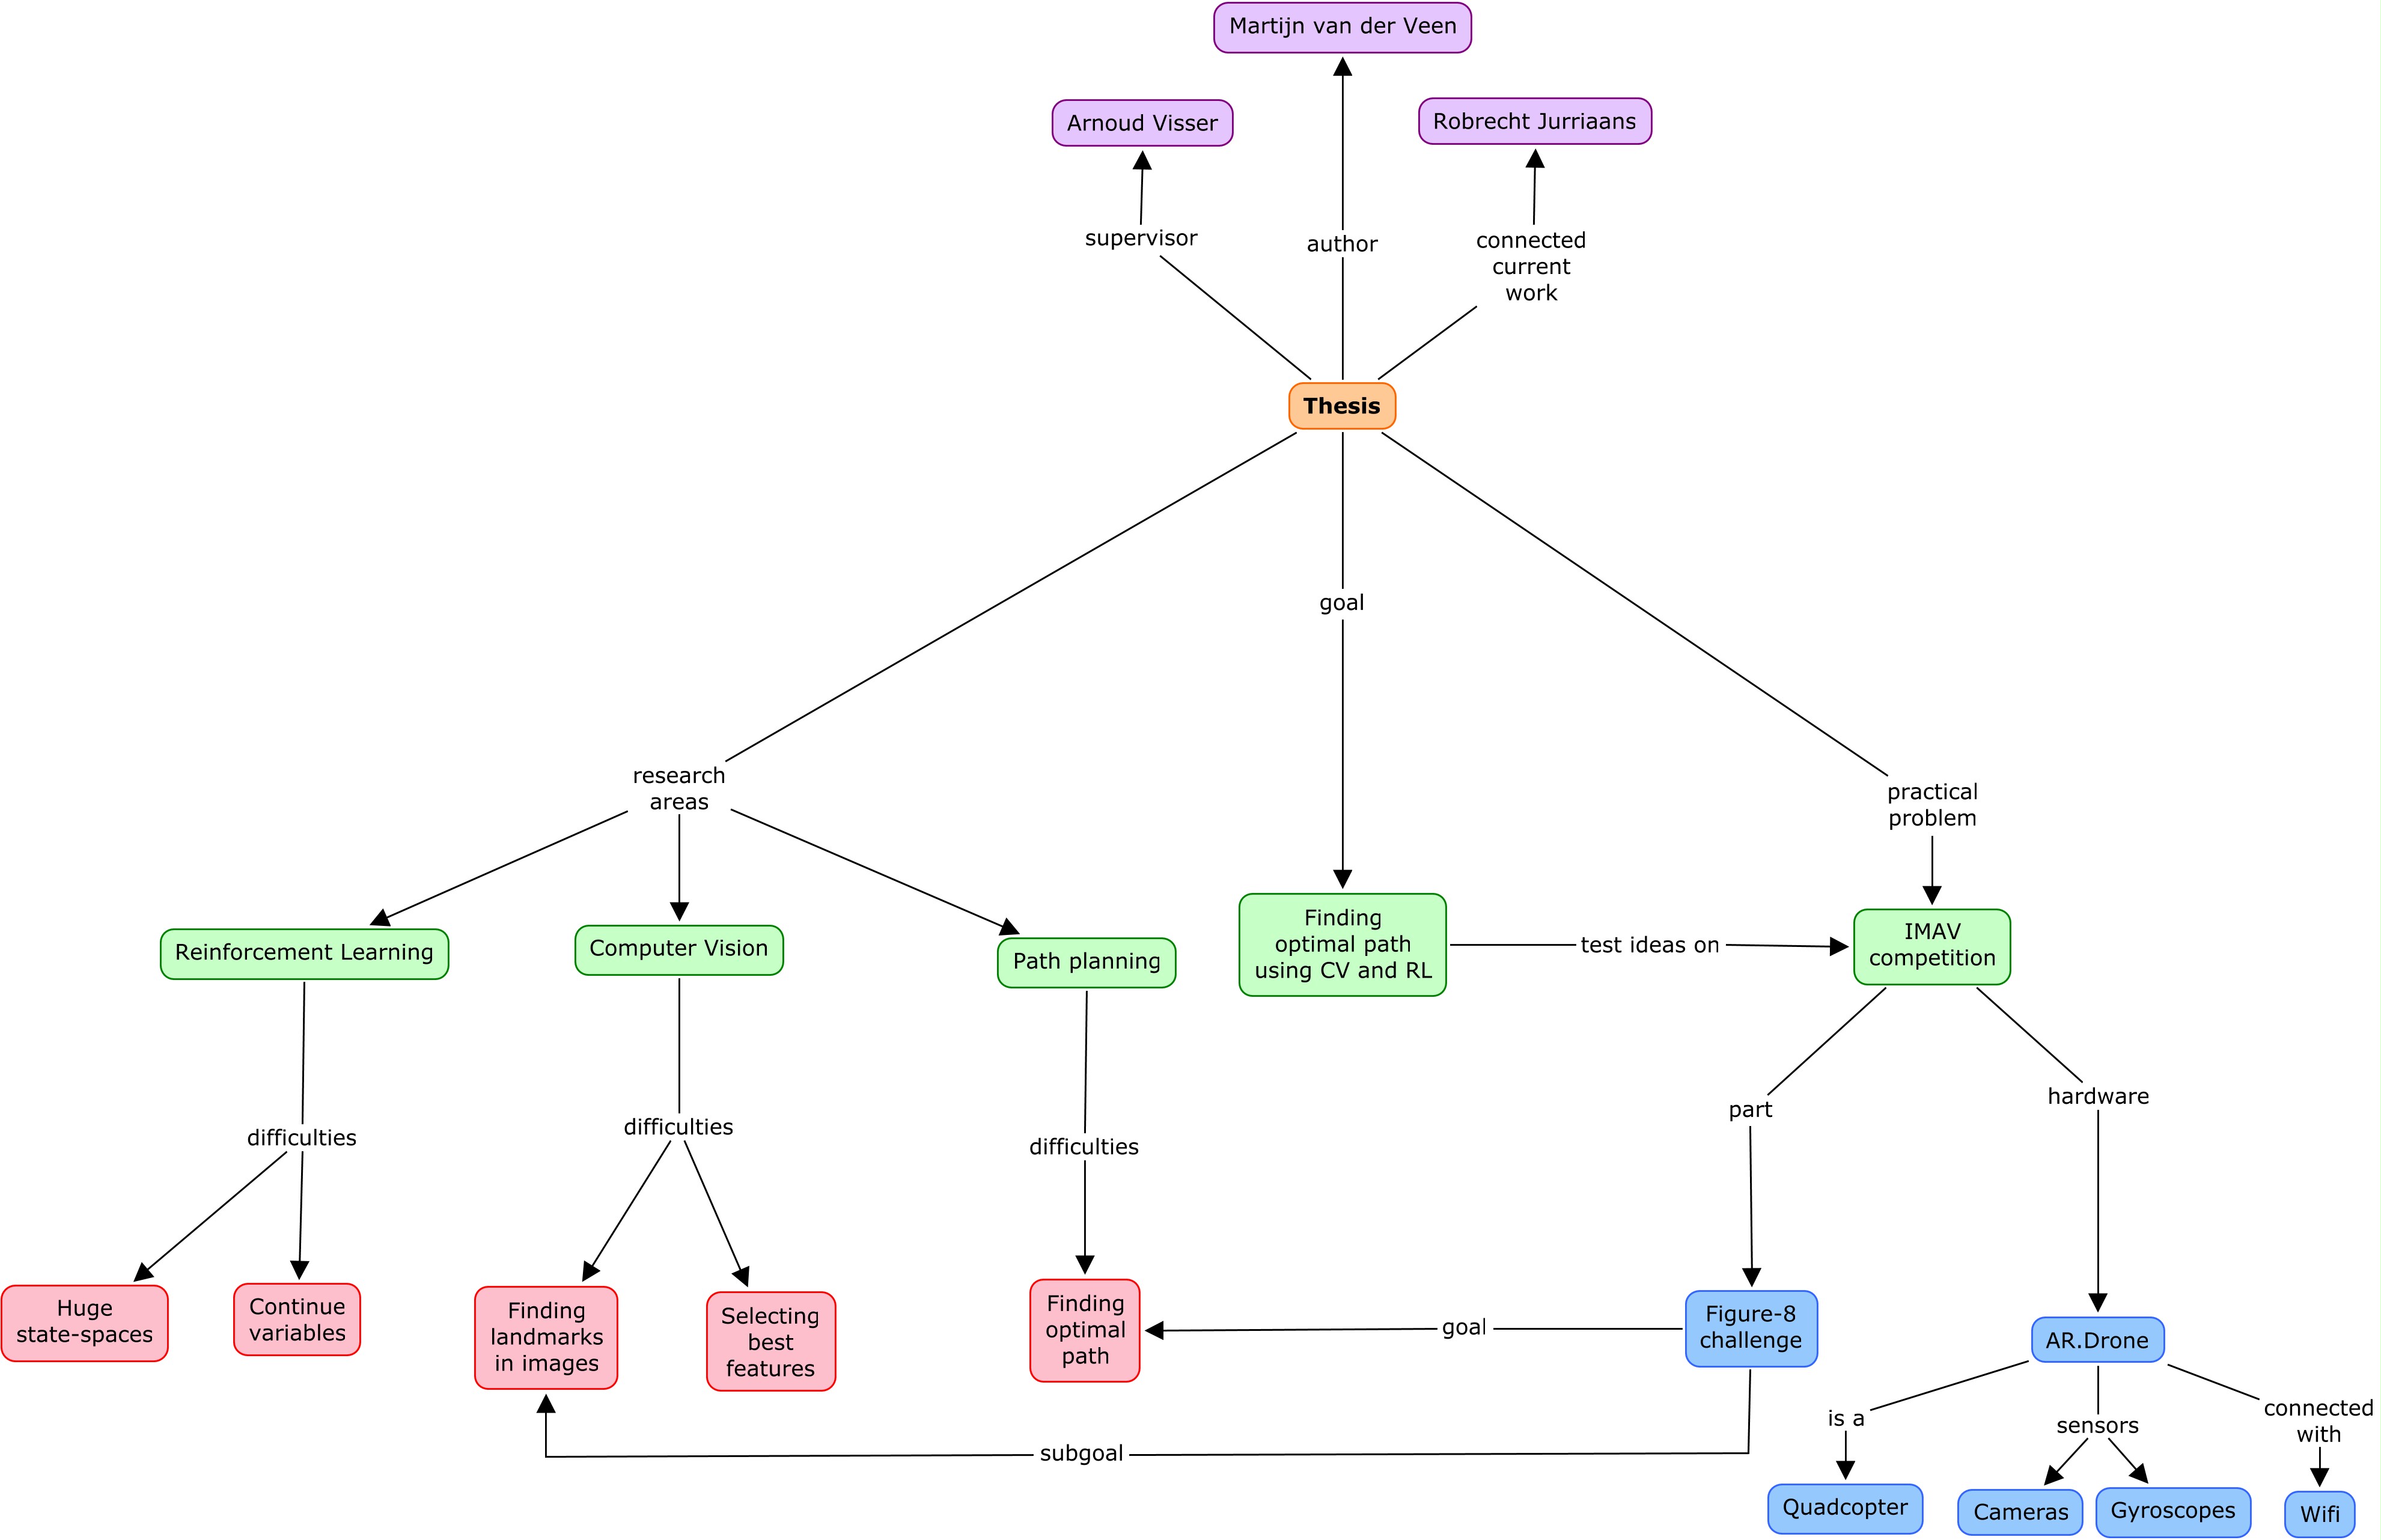 Martijn van der Veen
Arnoud Visser
Robrecht Jurriaans
supervisor
author
connected
current
work
Thesis
goal
research
areas
practical
problem
Reinforcement Learning
Computer Vision
Path planning
Finding
optimal path
using CV and RL
test ideas on
IMAV
competition
difficulties
difficulties
difficulties
part
hardware
Huge
state-spaces
Continue
variables
Finding
landmarks
in images
Selecting
best
features
Finding
optimal
path
goal
Figure-8
challenge
AR.Drone
subgoal
is a
sensors
connected
with
Quadcopter
Cameras
Gyroscopes
Wifi